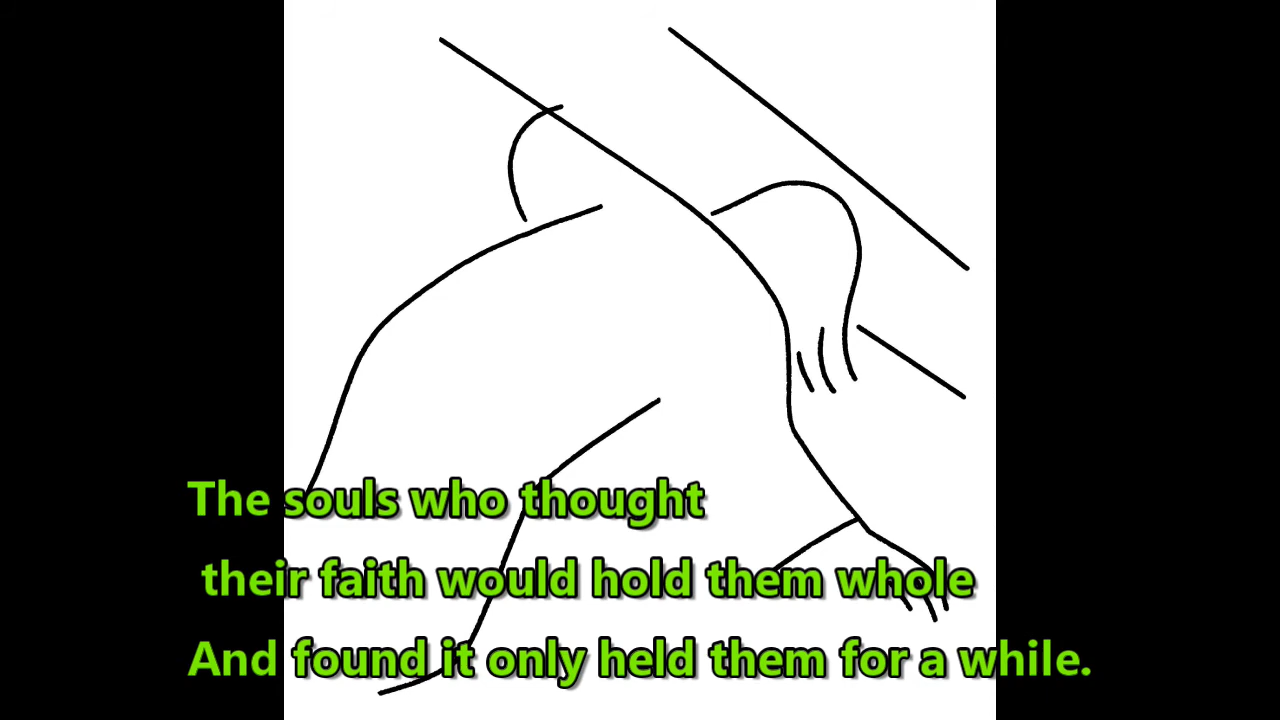 The souls who thought
their faith would hold them whole
And found it only held them for a while.